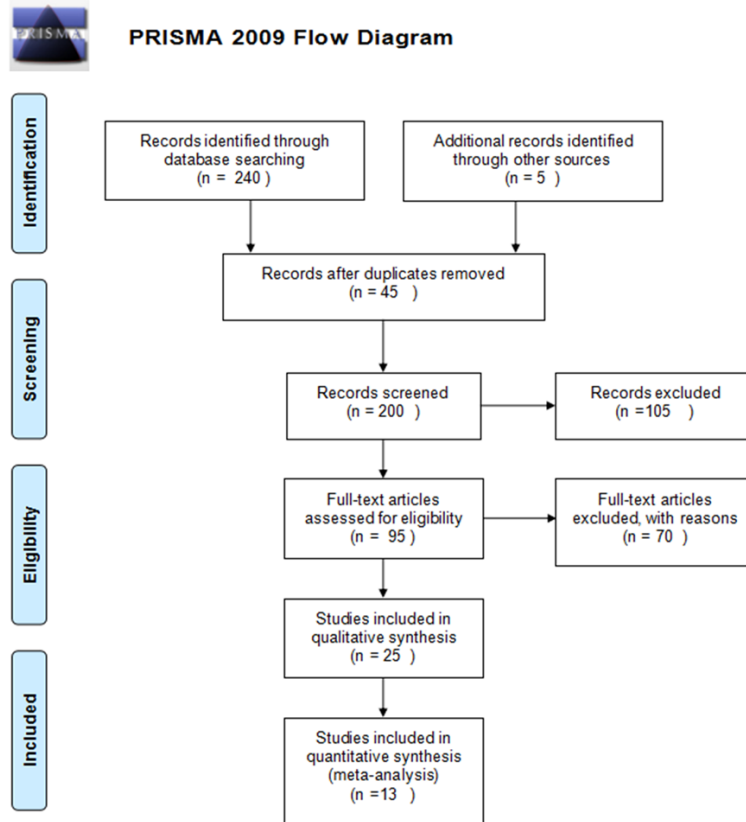 PRISMA
PRISMA 2009 Flow Diagram
Identification
Records identified through
database searching
(n = 240 )
Additional records identified
through other sources
(n = 5 )
Records after duplicates removed
(n = 45 )
Screening
Records screened
(n = 200 )
Records excluded
(n =105 )
Eligibility
Full-text articles
assessed for eligibility
(n = 95 )
Full-text articles
excluded, with reasons
(n = 70 )
Studies included in
qualitative synthesis
(n = 25 )
Included
Studies included in
quantitative synthesis
(meta-analysis)
(n =13 )